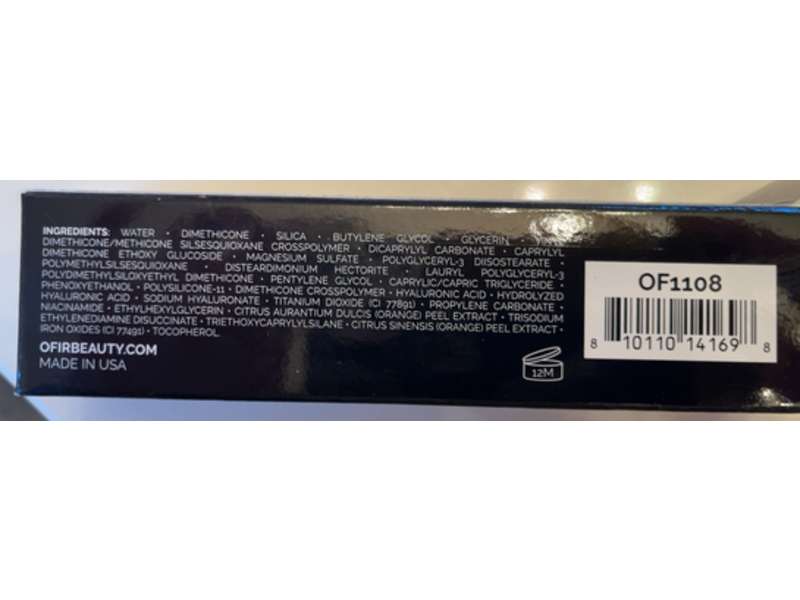 INGREDIENTS: WATER • DIMETHICONE • SILICA • BUTYLENE GLYCOL • GLYCERIN • VINYL
DIMETHICONE/METHICONE SILSESQUIOXANE CROSSPOLYMER • DICAPRYLYL CARBONATE • CAPRYLYL
DIMETHICONE ETHOXY GLUCOSIDE • MAGNESIUM SULFATE • POLYGLYCERYL-3 DIISOSTEARATE •
POLYMETHYLSILSESQUIOXANE • DISTEARDIMONIUM HECTORITE • LAURYL POLYGLYCERYL-3
POLYDIMETHYLSILOXYETHYL DIMETHICONE • PENTYLENE GLYCOL • CAPRYLIC/CAPRIC TRIGLYCERIDE •
PHENOXYETHANOL • POLYSILICONE-11 • DIMETHICONE CROSSPOLYMER • HYALURONIC ACID • HYDROLYZED
HYALURONIC ACID • SODIUM HYALURONATE • TITANIUM DIOXIDE (CI 77891) • PROPYLENE CARBONATE •
NIACINAMIDE • ETHYLHEXYLGLYCERIN • CITRUS AURANTIUM DULCIS (ORANGE) PEEL EXTRACT • TRISODIUM
ETHYLENEDIAMINE DISUCCINATE • TRIETHOXYCAPRYLYLSILANE • CITRUS SINENSIS (ORANGE) PEEL EXTRACT •
IRON OXIDES (CI 77491) • TOCOPHEROL.
OFIRBEAUTY.COM
MADE IN USA
12M
OF1108
8 10110 14169 8